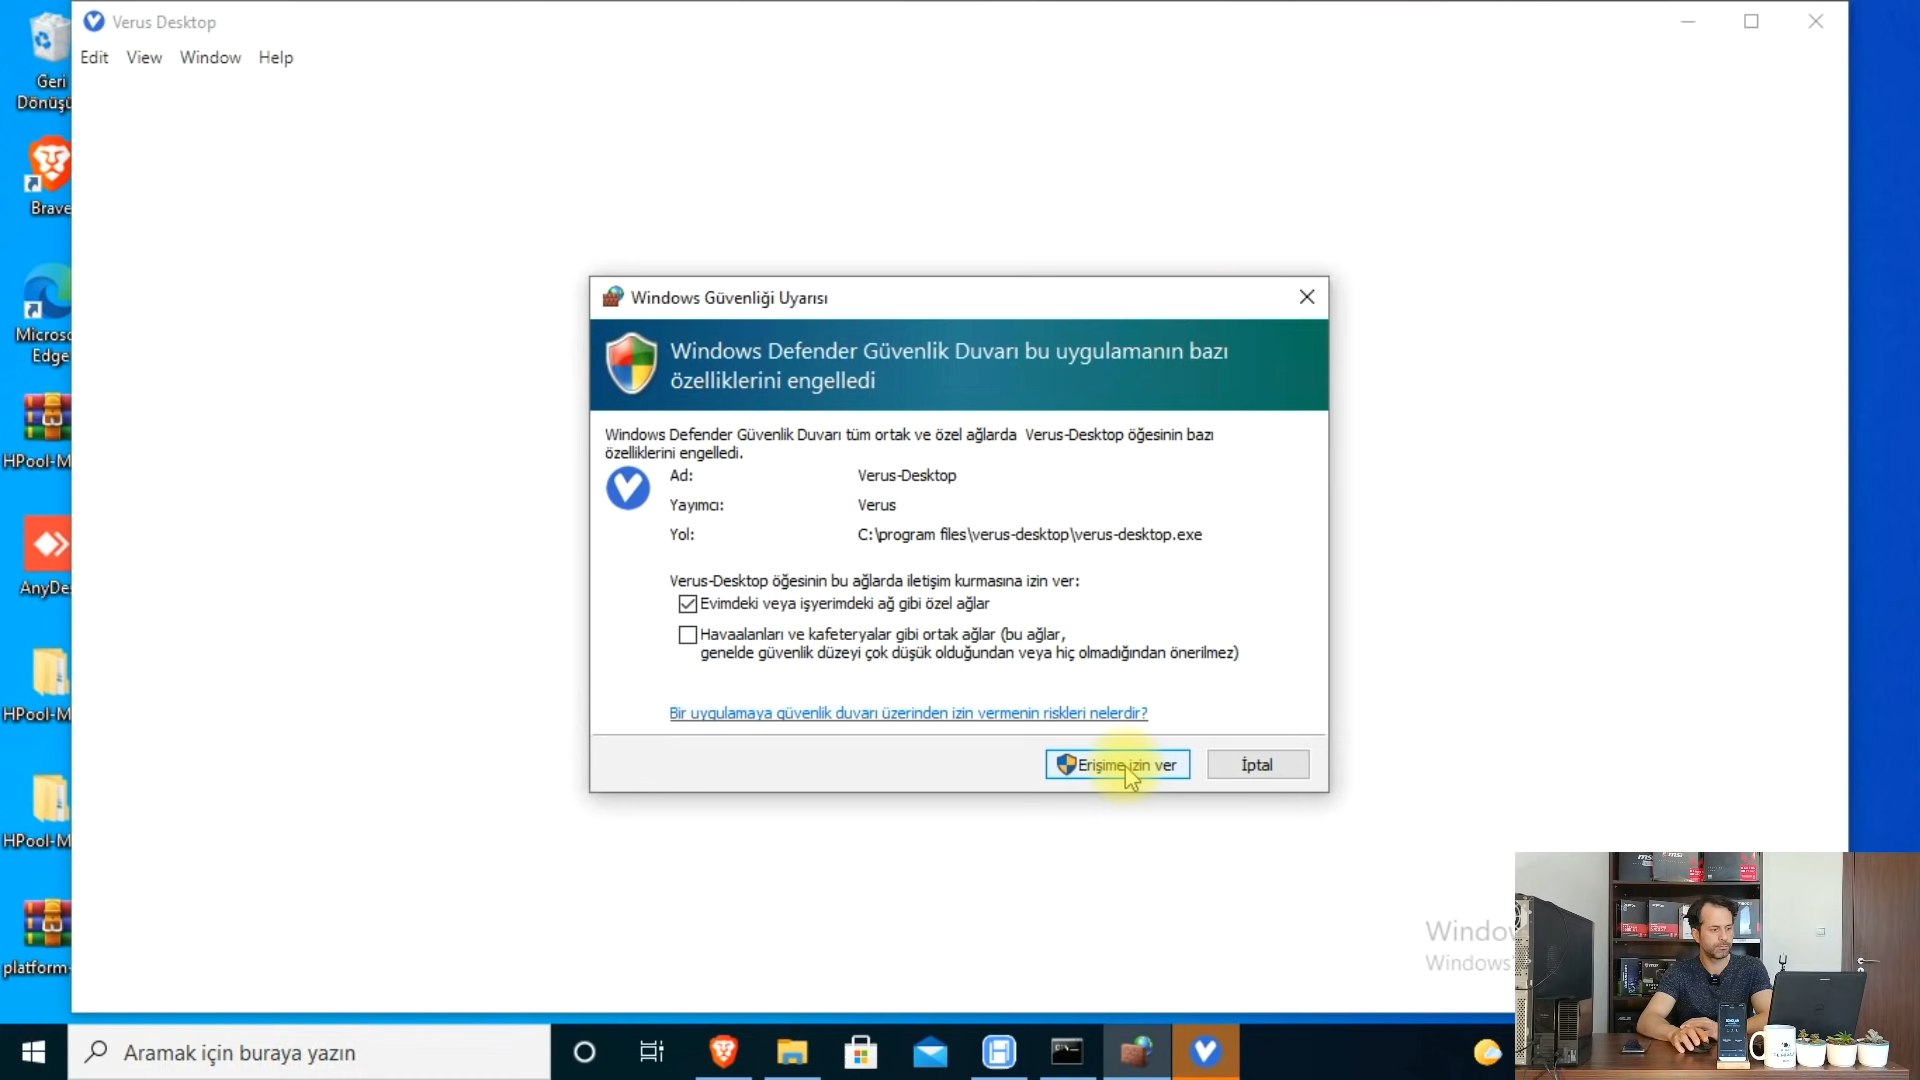 Verus Desktop
Edit View Window Help
Geri
Dönüşü
Brave
Microso
Edge
HPool-M
AnyDes
HPool-M
HPool-M
platform-
Windows Güvenliği Uyarısı
Windows Defender Güvenlik Duvarı bu uygulamanın bazı
özelliklerini engelledi
Windows Defender Güvenlik Duvarı tüm ortak ve özel ağlarda Verus-Desktop öğesinin bazı
özelliklerini engelledi.
Ad: Verus-Desktop
Yayımcı: Verus
Yol: C:\program files\verus-desktop\verus-desktop.exe
Verus-Desktop öğesinin bu ağlarda iletişim kurmasına izin ver:
Evimdeki veya işyerimdeki ağ gibi özel ağlar
Havaalanları ve kafeteryalar gibi ortak ağlar (bu ağlar,
genelde güvenlik düzeyi çok düşük olduğundan veya hiç olmadığından önerilmez)
Bir uygulamaya güvenlik duvarı üzerinden izin vermenin riskleri nelerdir?
Erişime izin ver İptal
Window
Windows'
Aramak için buraya yazın